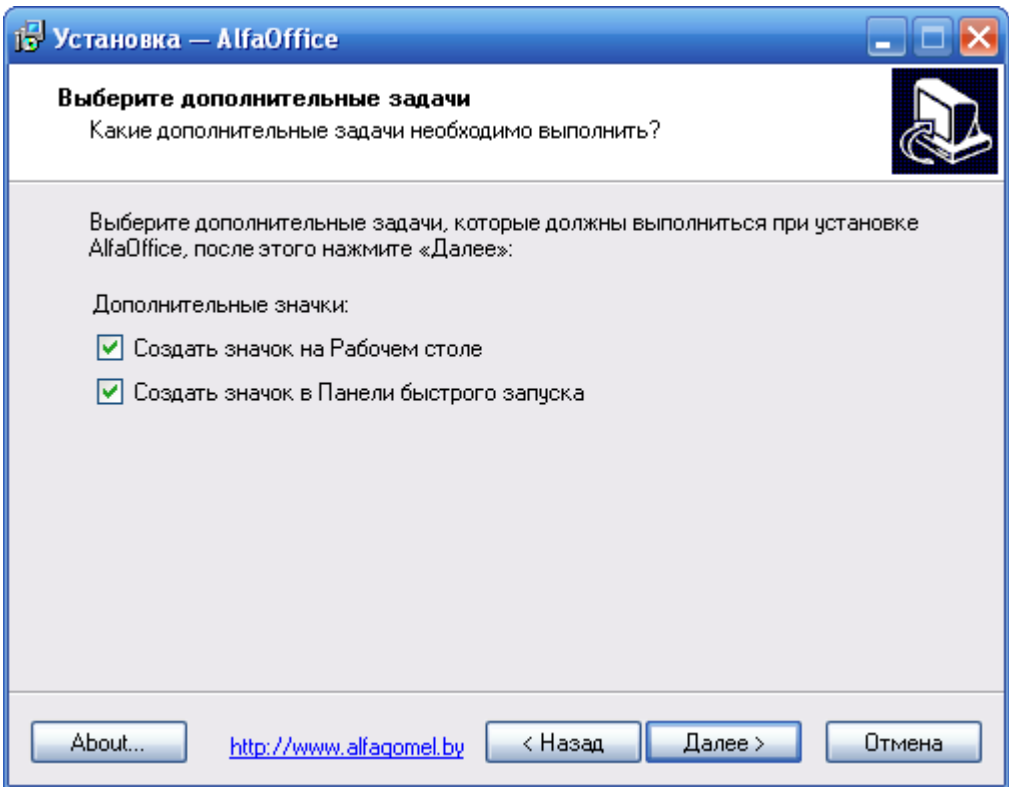 Установка — AlfaOffice
Выберите дополнительные задачи
Какие дополнительные задачи необходимо выполнить?
Выберите дополнительные задачи, которые должны выполниться при установке
AlfaOffice, после этого нажмите «Далее»:
Дополнительные значки:
Создать значок на Рабочем столе
Создать значок в Панели быстрого запуска
About... http://www.alfagomel.by < Назад Далее > Отмена